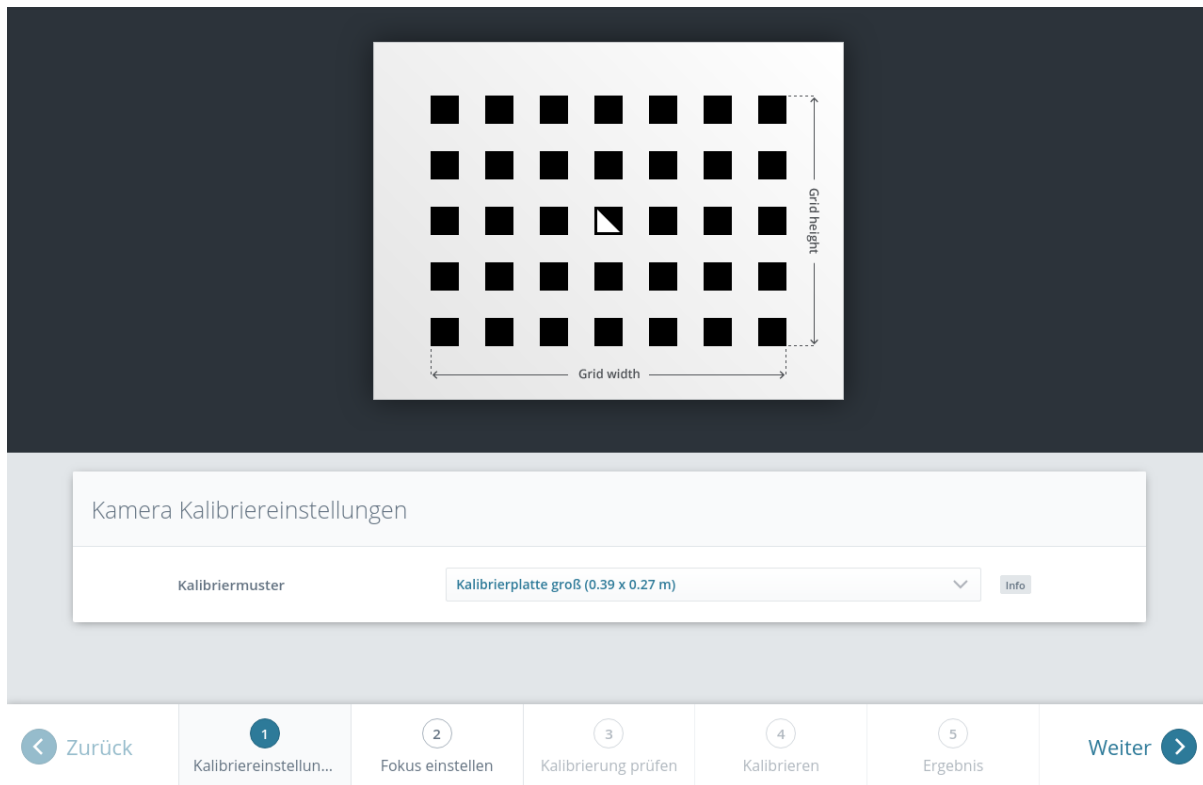 Grid height
Grid width
Kamera Kalibriereinstellungen
Kalibriermuster
Kalibrierplatte groß (0.39 x 0.27 m)
Info
Zurück
1
Kalibriereinstellun...
2
Fokus einstellen
3
Kalibrierung prüfen
4
Kalibrieren
5
Ergebnis
Weiter